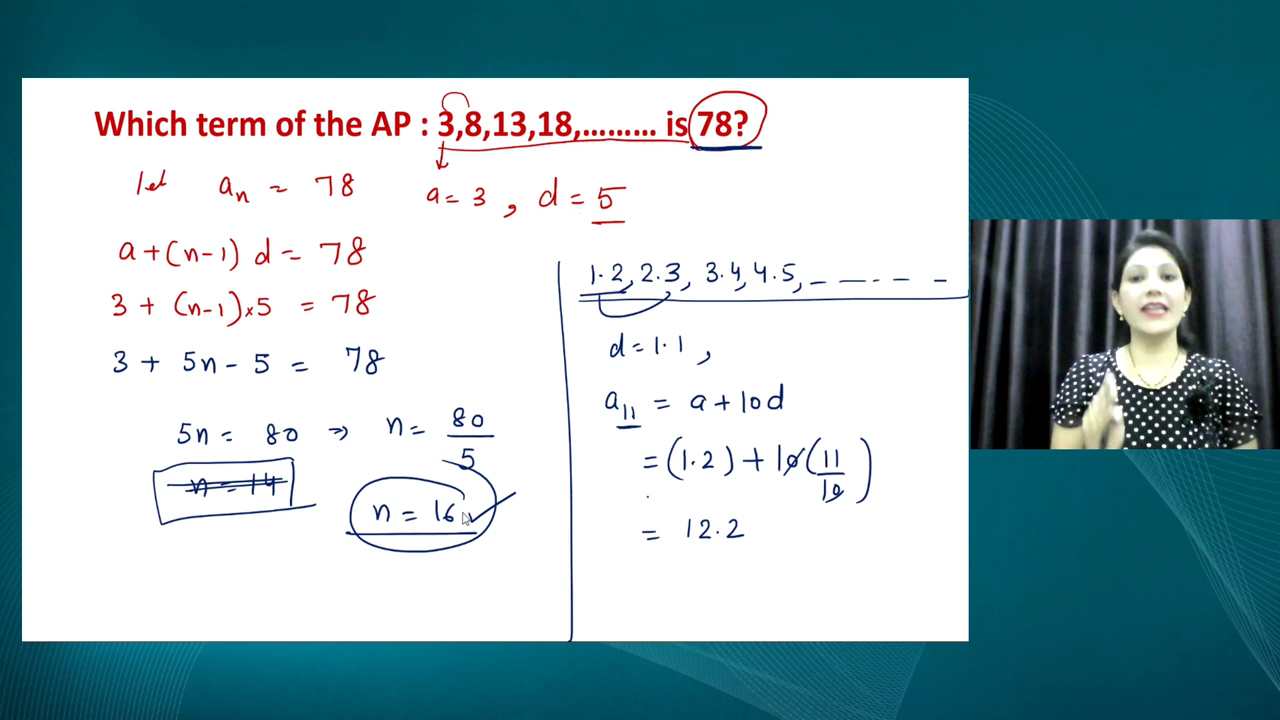 Which term of the AP : 3,8,13,18,......... is 78?
let aₙ = 78
a = 3 , d = 5
a + (n-1) d = 78
3 + (n-1)×5 = 78
3 + 5n - 5 = 78
5n = 80 ⇒ n = 80/5
n = 14
n = 16
1.2, 2.3, 3.4, 4.5, _ _ . _ _
d = 1.1 ,
a₁₁ = a + 10d
= (1.2) + 10(11/10)
= 12.2